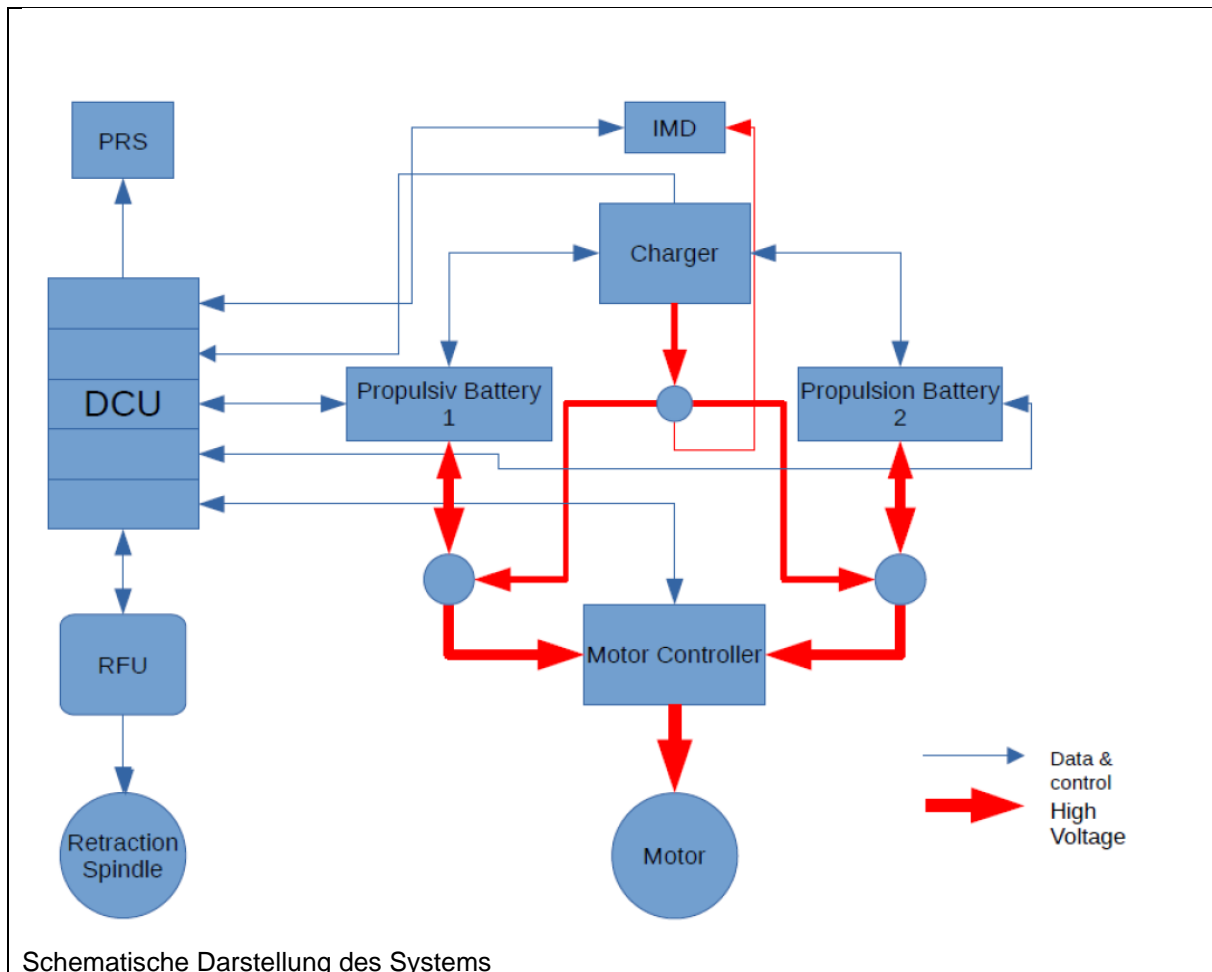 PRS
IMD
Charger
DCU
Propulsiv Battery
1
Propulsion Battery
2
RFU
Motor Controller
Retraction
Spindle
Motor
Data &
control
High
Voltage
Schematische Darstellung des Systems